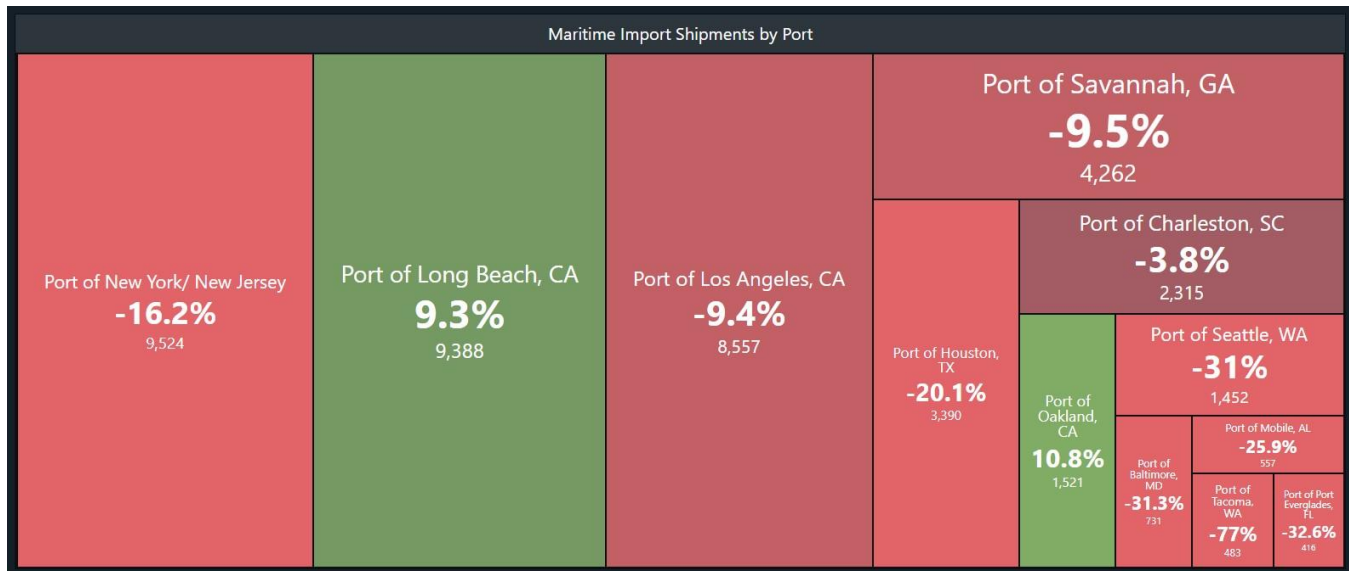 Maritime Import Shipments by Port
Port of New York/ New Jersey
-16.2%
9,524
Port of Long Beach, CA
9.3%
9,388
Port of Los Angeles, CA
-9.4%
8,557
Port of Savannah, GA
-9.5%
4,262
Port of Houston,
TX
-20.1%
3,390
Port of Charleston, SC
-3.8%
2,315
Port of
Oakland,
CA
10.8%
1,521
Port of Seattle, WA
-31%
1,452
Port of
Baltimore,
MD
-31.3%
731
Port of Mobile, AL
-25.9%
557
Port of
Tacoma,
WA
-77%
483
Port of Port
Everglades,
FL
-32.6%
416